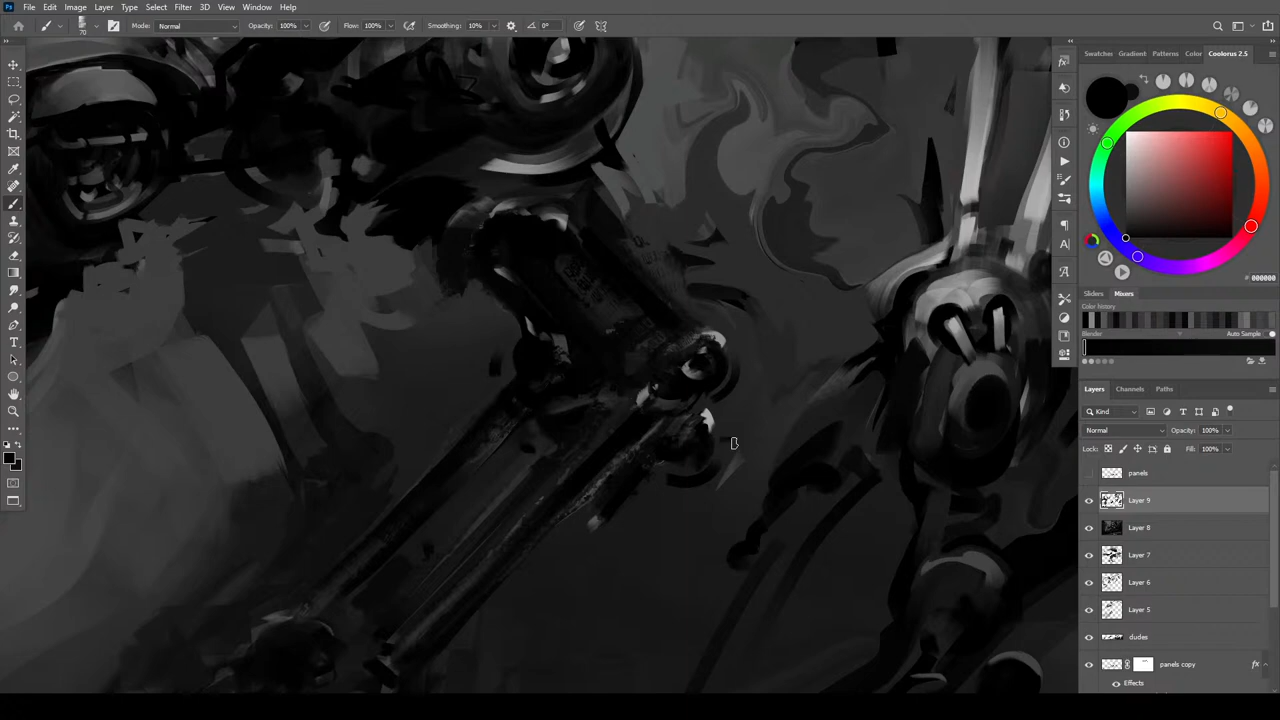 Ps File Edit Image Layer Type Select Filter 3D View Window Help
70 Mode: Normal Opacity: 100% Flow: 100% Smoothing: 10% 0°
Swatches Gradient Patterns Color Coolorus 2.5
# 000000
Sliders Mixers
Color history
Blender Auto Sample
Layers Channels Paths
Kind
Normal Opacity: 100%
Lock: Fill: 100%
panels
Layer 9
Layer 8
Layer 7
Layer 6
Layer 5
dudes
panels copy fx
Effects